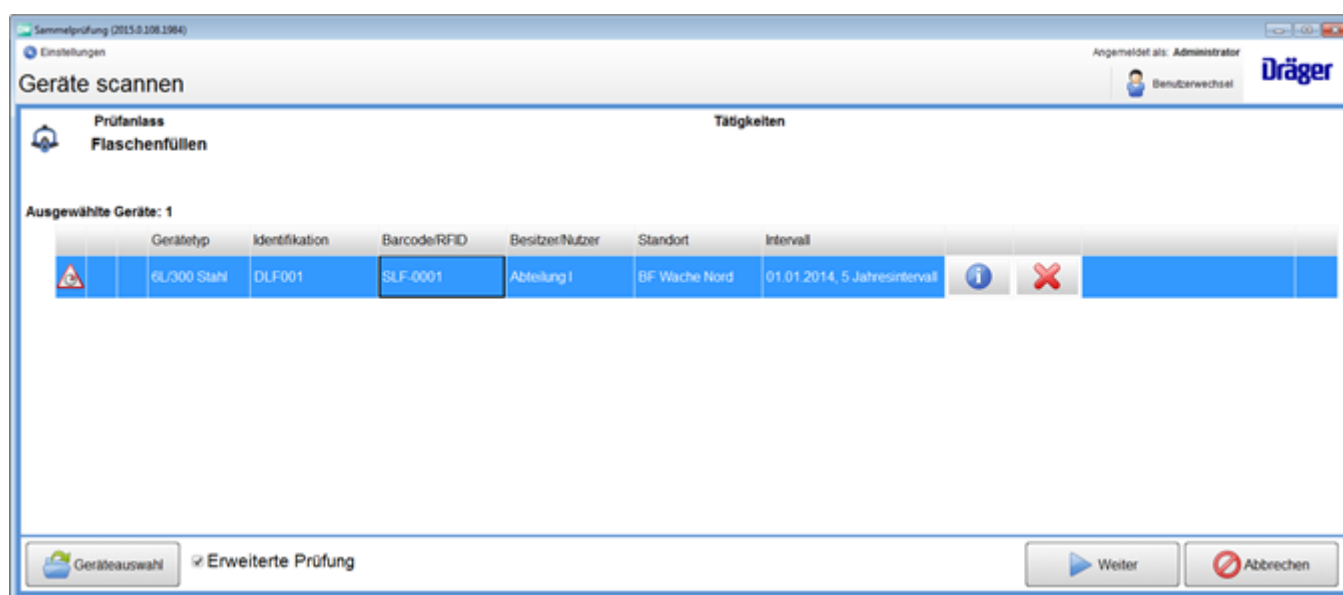 Sammelprüfung (2015.0.108.1984)
Einstellungen
Angemeldet als: Administrator
Geräte scannen
Benutzerwechsel
Dräger
Prüfanlass
Tätigkeiten
Flaschenfüllen
Ausgewählte Geräte: 1
Gerätetyp Identifikation Barcode/RFID Besitzer/Nutzer Standort Intervall
6L/300 Stahl DLF001 SLF-0001 Abteilung I BF Wache Nord 01.01.2014, 5 Jahresintervall
Geräteauswahl Erweiterte Prüfung Weiter Abbrechen